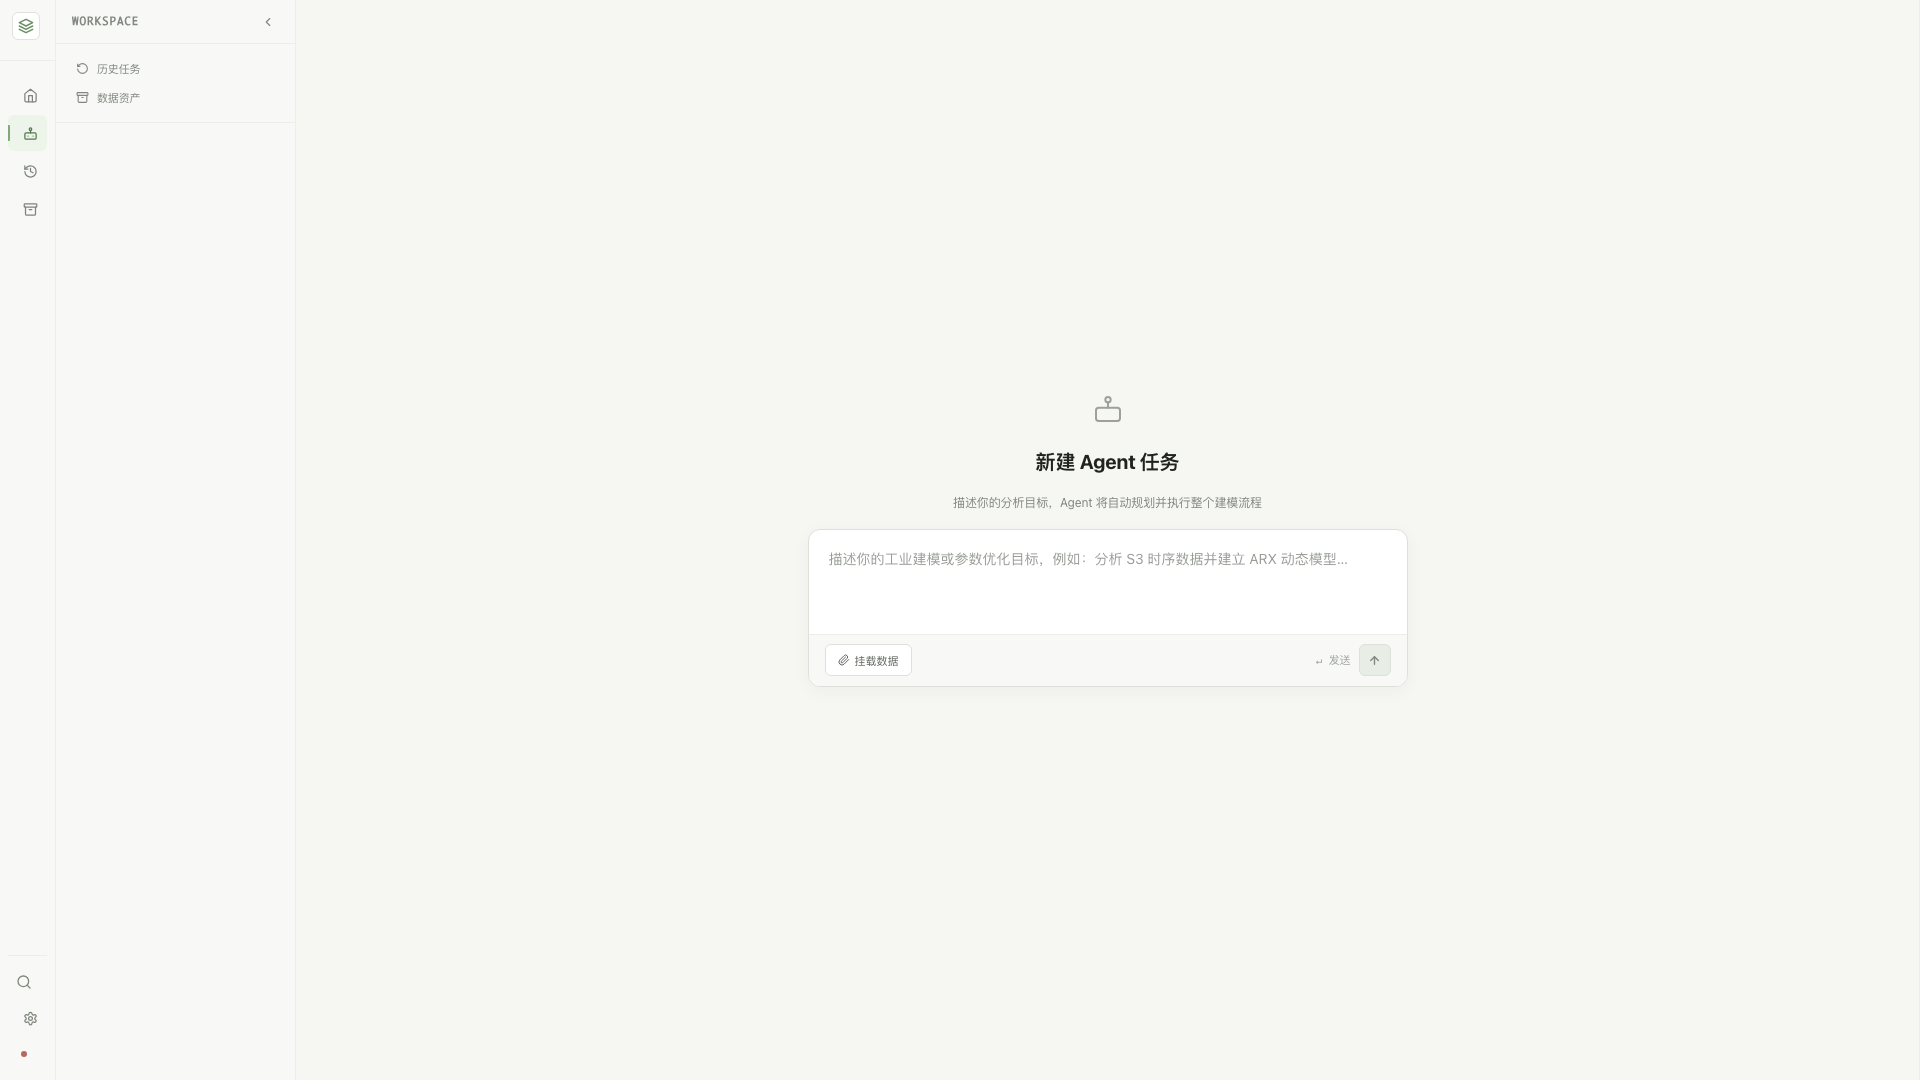 WORKSPACE
历史任务
数据资产
新建 Agent 任务
描述你的分析目标，Agent 将自动规划并执行整个建模流程
描述你的工业建模或参数优化目标，例如：分析 S3 时序数据并建立 ARX 动态模型...
挂载数据
↵ 发送